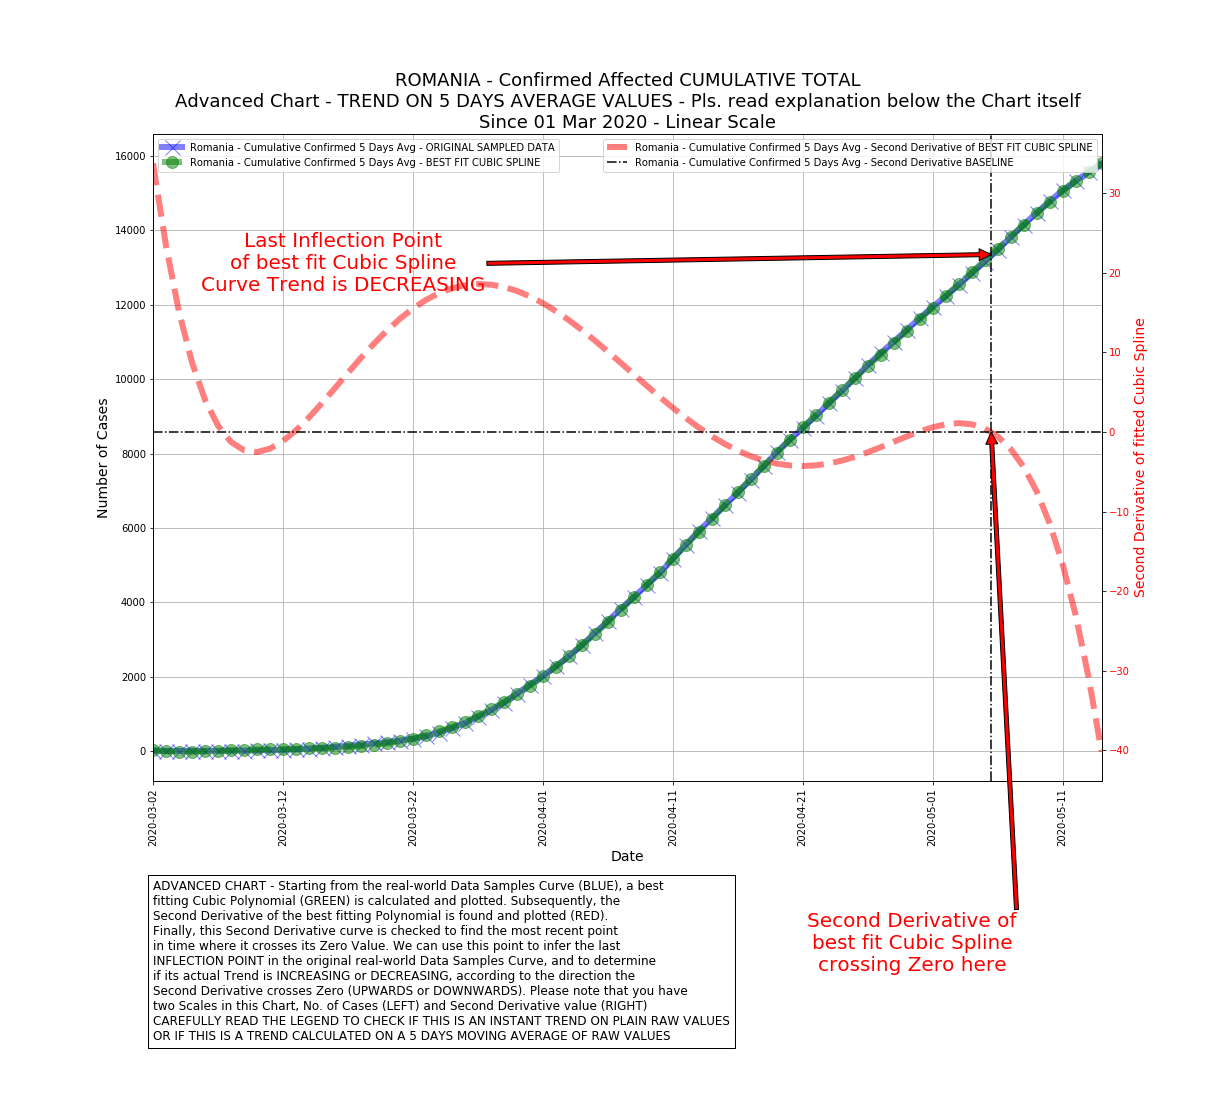 ROMANIA - Confirmed Affected CUMULATIVE TOTAL
Advanced Chart - TREND ON 5 DAYS AVERAGE VALUES - Pls. read explanation below the Chart itself
Since 01 Mar 2020 - Linear Scale
Romania - Cumulative Confirmed 5 Days Avg - ORIGINAL SAMPLED DATA
Romania - Cumulative Confirmed 5 Days Avg - BEST FIT CUBIC SPLINE
Romania - Cumulative Confirmed 5 Days Avg - Second Derivative of BEST FIT CUBIC SPLINE
Romania - Cumulative Confirmed 5 Days Avg - Second Derivative BASELINE
Last Inflection Point
of best fit Cubic Spline
Curve Trend is DECREASING
Number of Cases
16000
14000
12000
10000
8000
6000
4000
2000
0
30
20
10
0
−10
−20
−30
−40
Second Derivative of fitted Cubic Spline
2020-03-02
2020-03-12
2020-03-22
2020-04-01
2020-04-11
2020-04-21
2020-05-01
2020-05-11
Date
ADVANCED CHART - Starting from the real-world Data Samples Curve (BLUE), a best
fitting Cubic Polynomial (GREEN) is calculated and plotted. Subsequently, the
Second Derivative of the best fitting Polynomial is found and plotted (RED).
Finally, this Second Derivative curve is checked to find the most recent point
in time where it crosses its Zero Value. We can use this point to infer the last
INFLECTION POINT in the original real-world Data Samples Curve, and to determine
if its actual Trend is INCREASING or DECREASING, according to the direction the
Second Derivative crosses Zero (UPWARDS or DOWNWARDS). Please note that you have
two Scales in this Chart, No. of Cases (LEFT) and Second Derivative value (RIGHT)
CAREFULLY READ THE LEGEND TO CHECK IF THIS IS AN INSTANT TREND ON PLAIN RAW VALUES
OR IF THIS IS A TREND CALCULATED ON A 5 DAYS MOVING AVERAGE OF RAW VALUES
Second Derivative of
best fit Cubic Spline
crossing Zero here